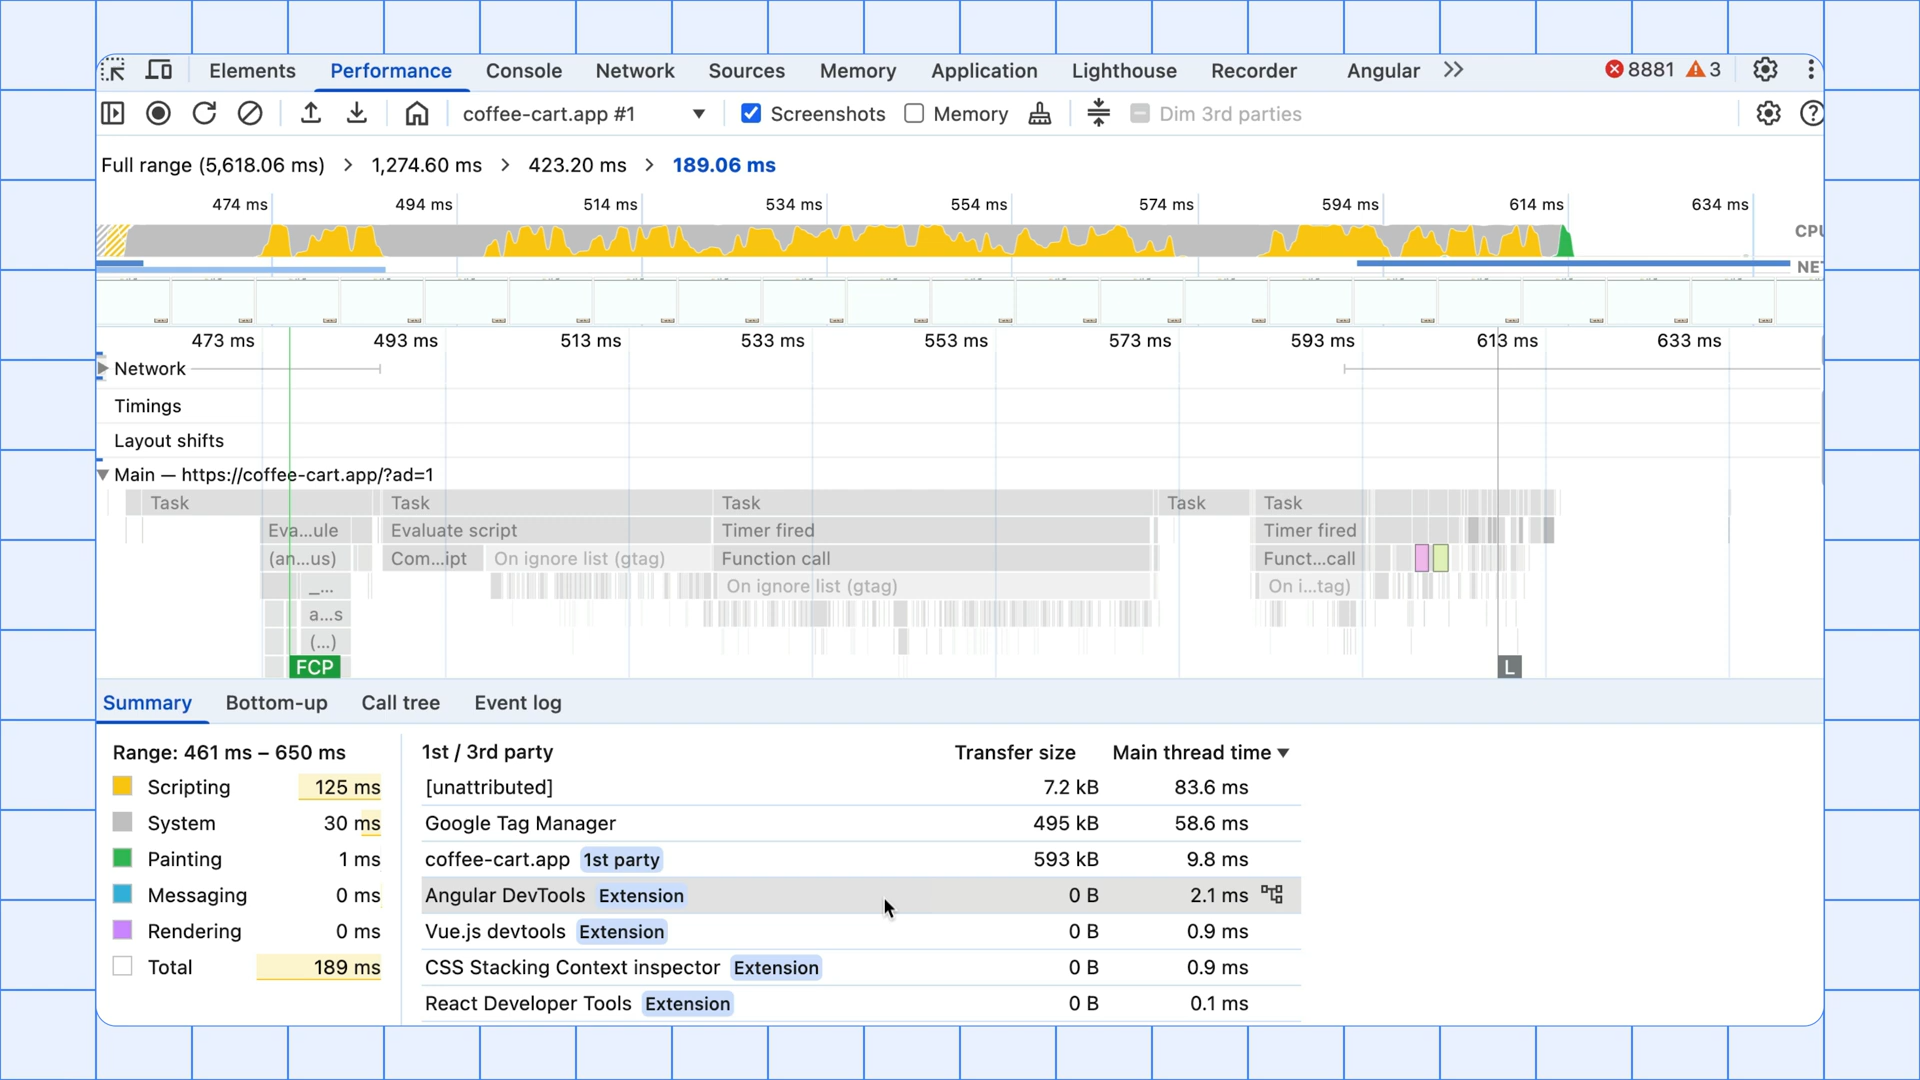 Elements Performance Console Network Sources Memory Application Lighthouse Recorder Angular 8881 3
coffee-cart.app #1 Screenshots Memory Dim 3rd parties
Full range (5,618.06 ms) > 1,274.60 ms > 423.20 ms > 189.06 ms
474 ms 494 ms 514 ms 534 ms 554 ms 574 ms 594 ms 614 ms 634 ms
CPU
NE
473 ms 493 ms 513 ms 533 ms 553 ms 573 ms 593 ms 613 ms 633 ms
Network
Timings
Layout shifts
Main — https://coffee-cart.app/?ad=1
Task Task Task Task Task
Eva...ule Evaluate script Timer fired Timer fired
(an...us) Com...ipt On ignore list (gtag) Function call Funct...call
_... On ignore list (gtag) On i...tag)
a...s
(...)
FCP L
Summary Bottom-up Call tree Event log
Range: 461 ms – 650 ms 1st / 3rd party Transfer size Main thread time
Scripting 125 ms [unattributed] 7.2 kB 83.6 ms
System 30 ms Google Tag Manager 495 kB 58.6 ms
Painting 1 ms coffee-cart.app 1st party 593 kB 9.8 ms
Messaging 0 ms Angular DevTools Extension 0 B 2.1 ms
Rendering 0 ms Vue.js devtools Extension 0 B 0.9 ms
Total 189 ms CSS Stacking Context inspector Extension 0 B 0.9 ms
React Developer Tools Extension 0 B 0.1 ms